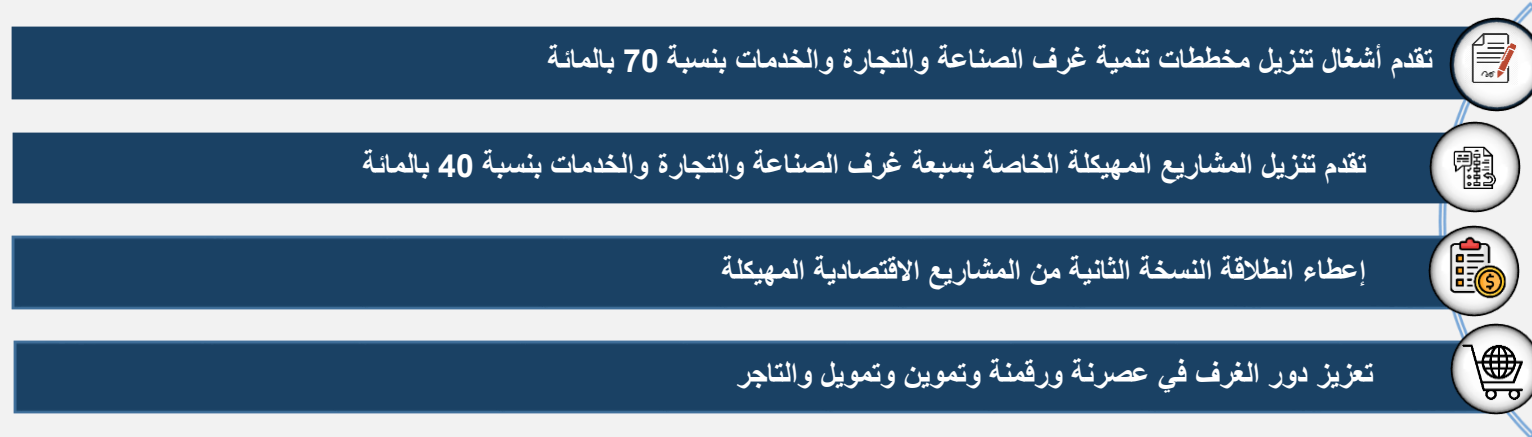 تقدم أشغال تنزيل مخططات تنمية غرف الصناعة والتجارة والخدمات بنسبة 70 بالمائة
تقدم تنزيل المشاريع المهيكلة الخاصة بسبعة غرف الصناعة والتجارة والخدمات بنسبة 40 بالمائة
إعطاء انطلاقة النسخة الثانية من المشاريع الاقتصادية المهيكلة
تعزيز دور الغرف في عصرنة ورقمنة وتموين وتمويل والتاجر